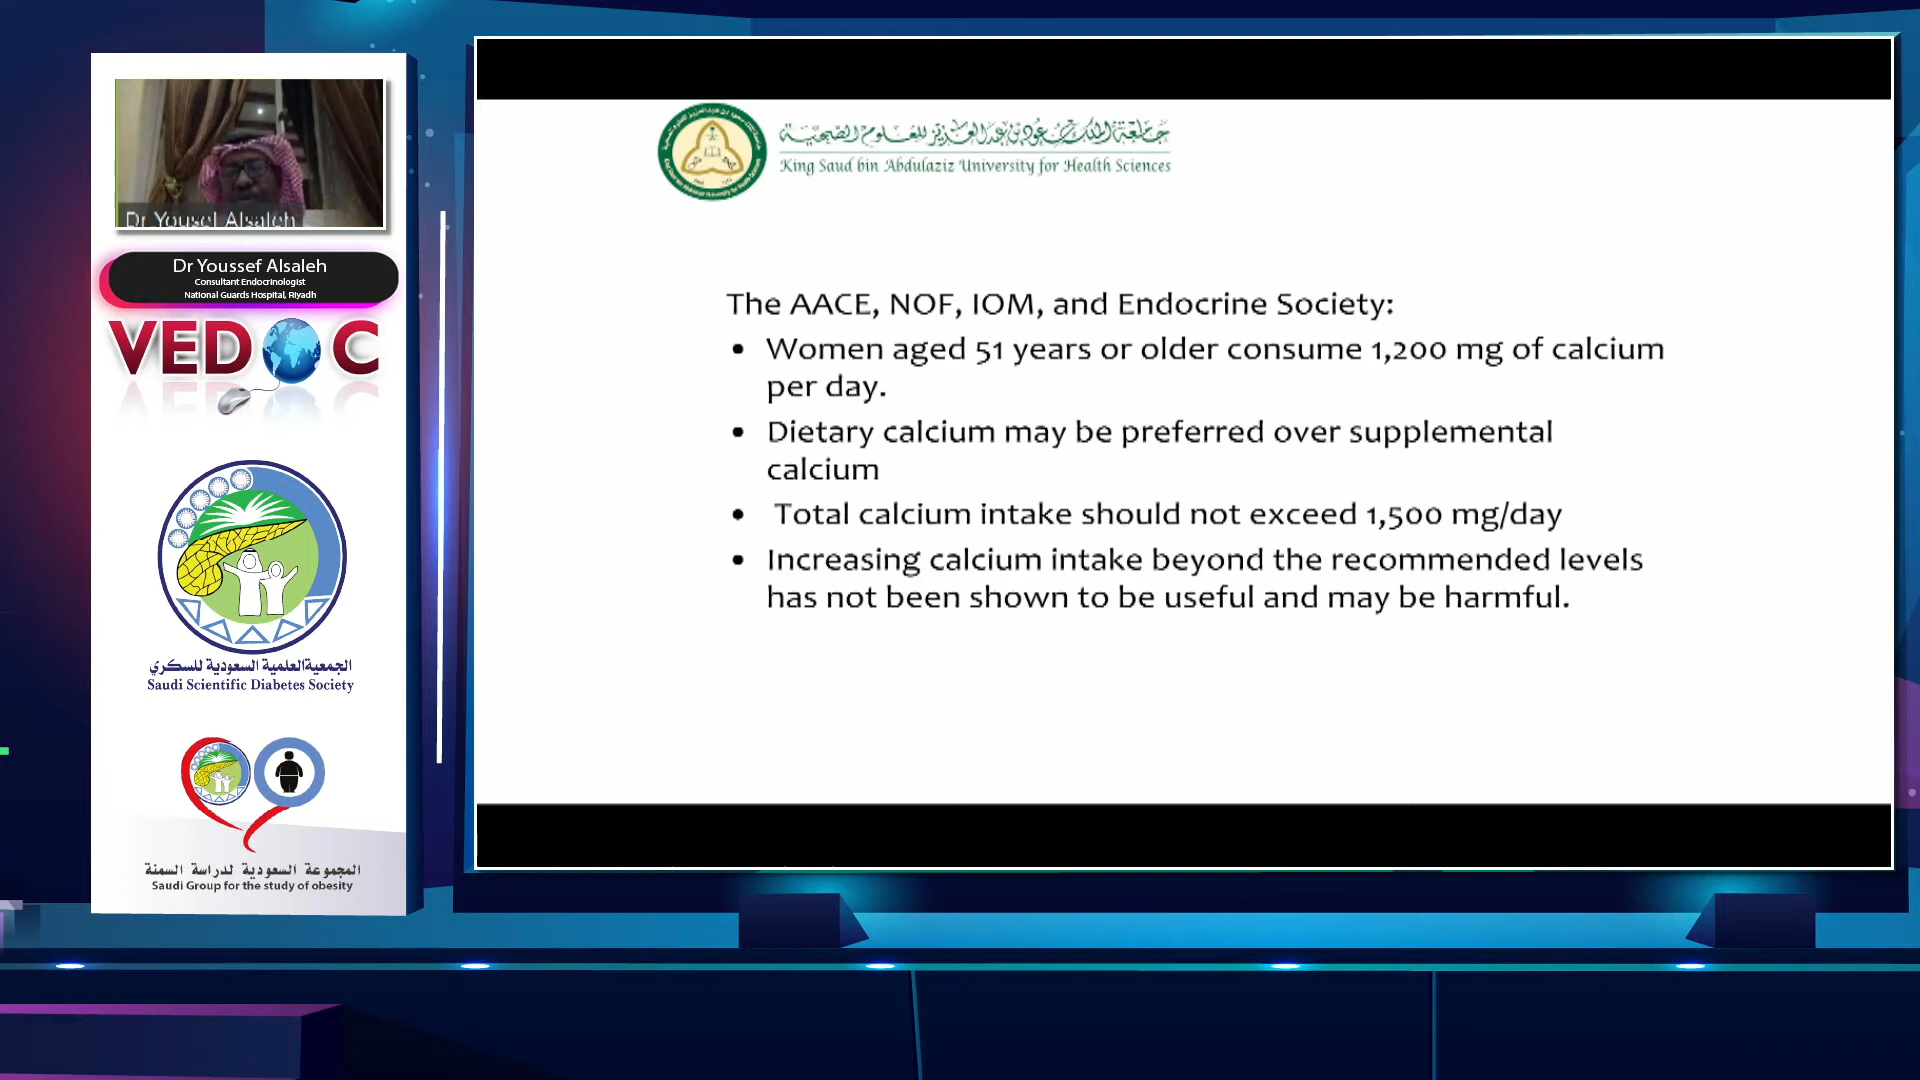 Dr Yousef Alsaleh
Dr Youssef Alsaleh
Consultant Endocrinologist
National Guards Hospital, Riyadh
VEDOC
الجمعية العلمية السعودية للسكري
Saudi Scientific Diabetes Society
المجموعة السعودية لدراسة السمنة
Saudi Group for the study of obesity
جامعة الملك سعود بن عبدالعزيز للعلوم الصحية
King Saud bin Abdulaziz University for Health Sciences
The AACE, NOF, IOM, and Endocrine Society:
• Women aged 51 years or older consume 1,200 mg of calcium
per day.
• Dietary calcium may be preferred over supplemental
calcium
• Total calcium intake should not exceed 1,500 mg/day
• Increasing calcium intake beyond the recommended levels
has not been shown to be useful and may be harmful.